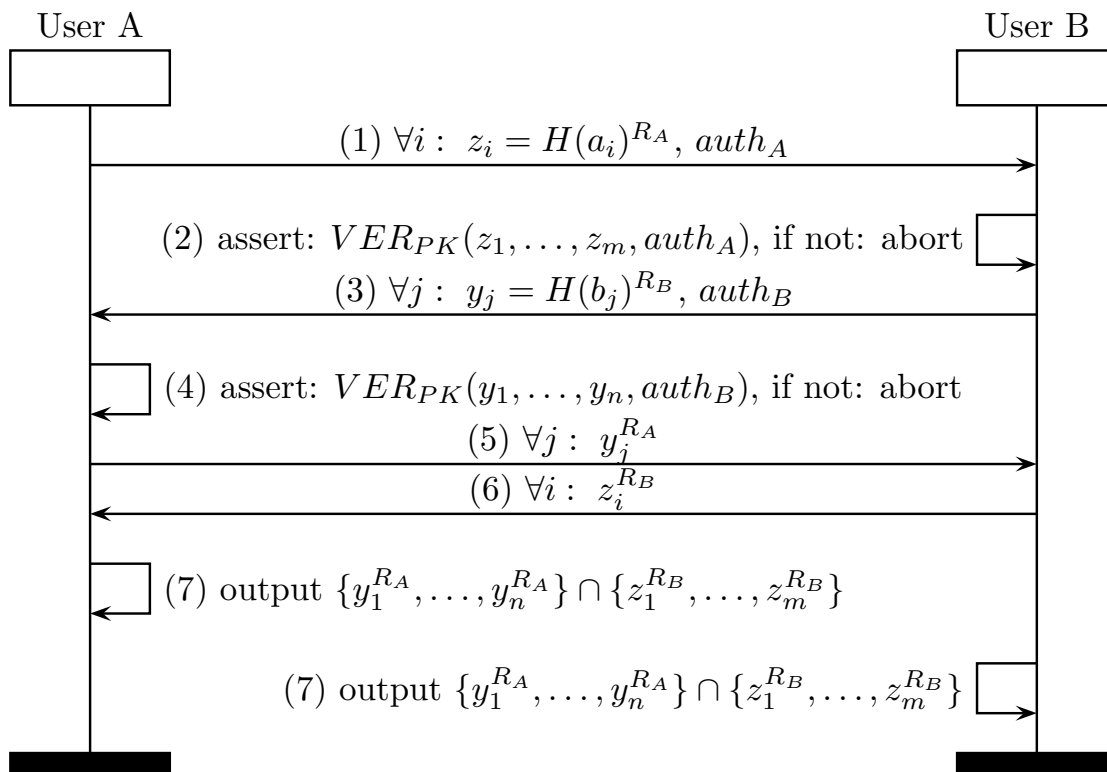 User A
User B
(1) ∀i : z_i = H(a_i)^{R_A}, auth_A
(2) assert: VER_{PK}(z_1, . . . , z_m, auth_A), if not: abort
(3) ∀j : y_j = H(b_j)^{R_B}, auth_B
(4) assert: VER_{PK}(y_1, . . . , y_n, auth_B), if not: abort
(5) ∀j : y_j^{R_A}
(6) ∀i : z_i^{R_B}
(7) output {y_1^{R_A}, . . . , y_n^{R_A}} ∩ {z_1^{R_B}, . . . , z_m^{R_B}}
(7) output {y_1^{R_A}, . . . , y_n^{R_A}} ∩ {z_1^{R_B}, . . . , z_m^{R_B}}